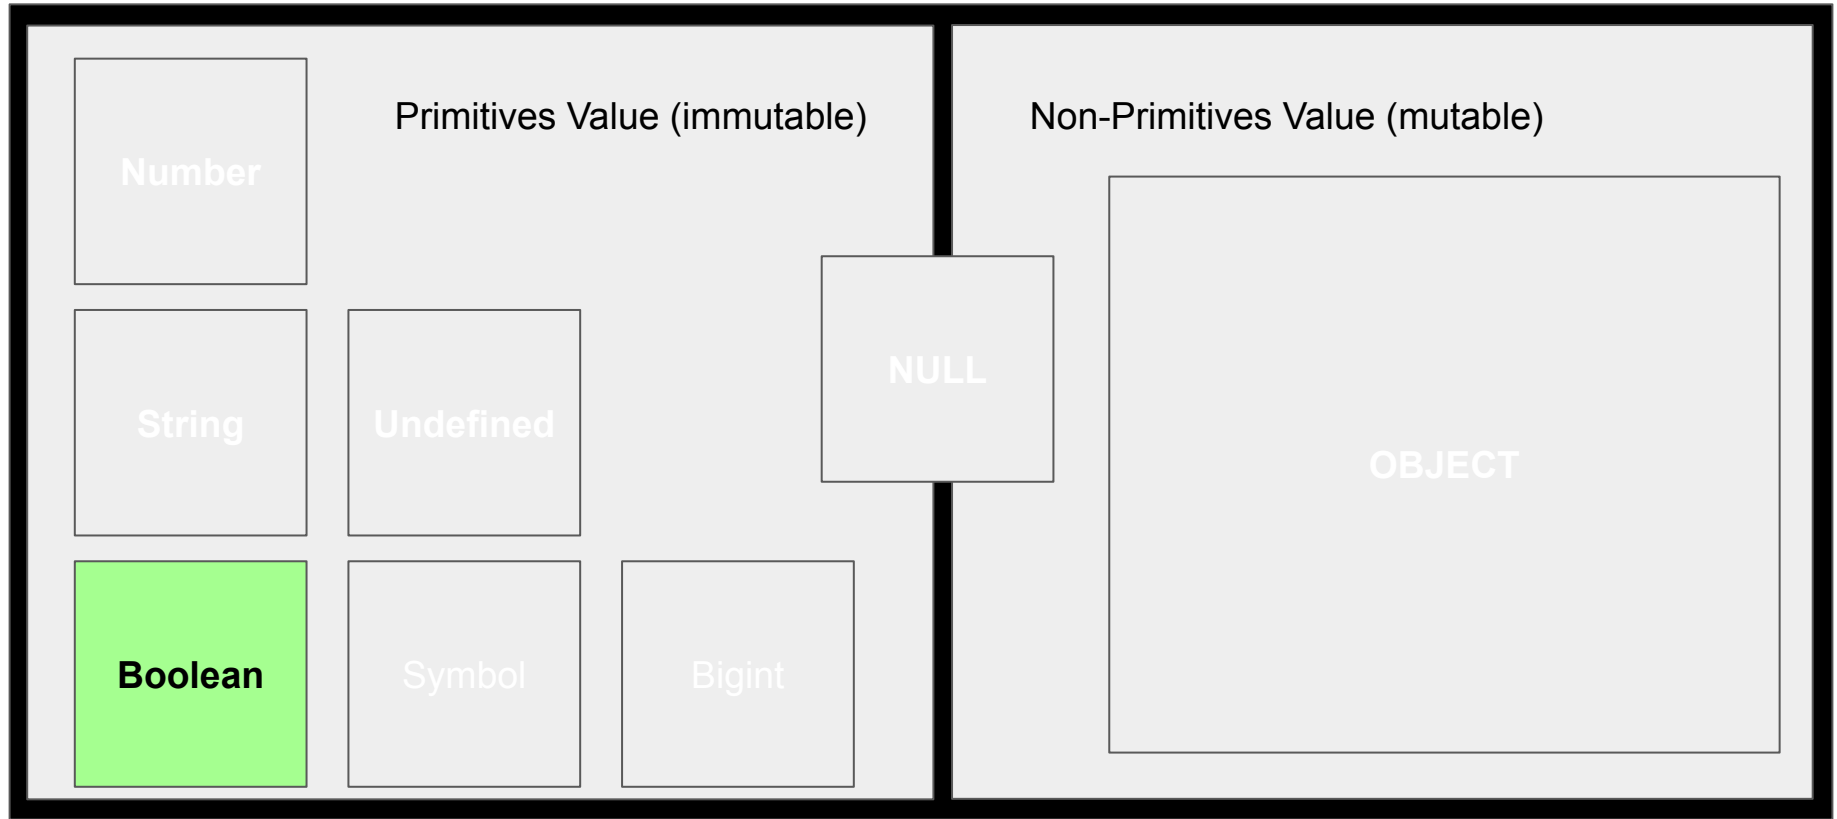 Primitives Value (immutable)
Non-Primitives Value (mutable)
Number
NULL
String
Undefined
OBJECT
Boolean
Symbol
Bigint